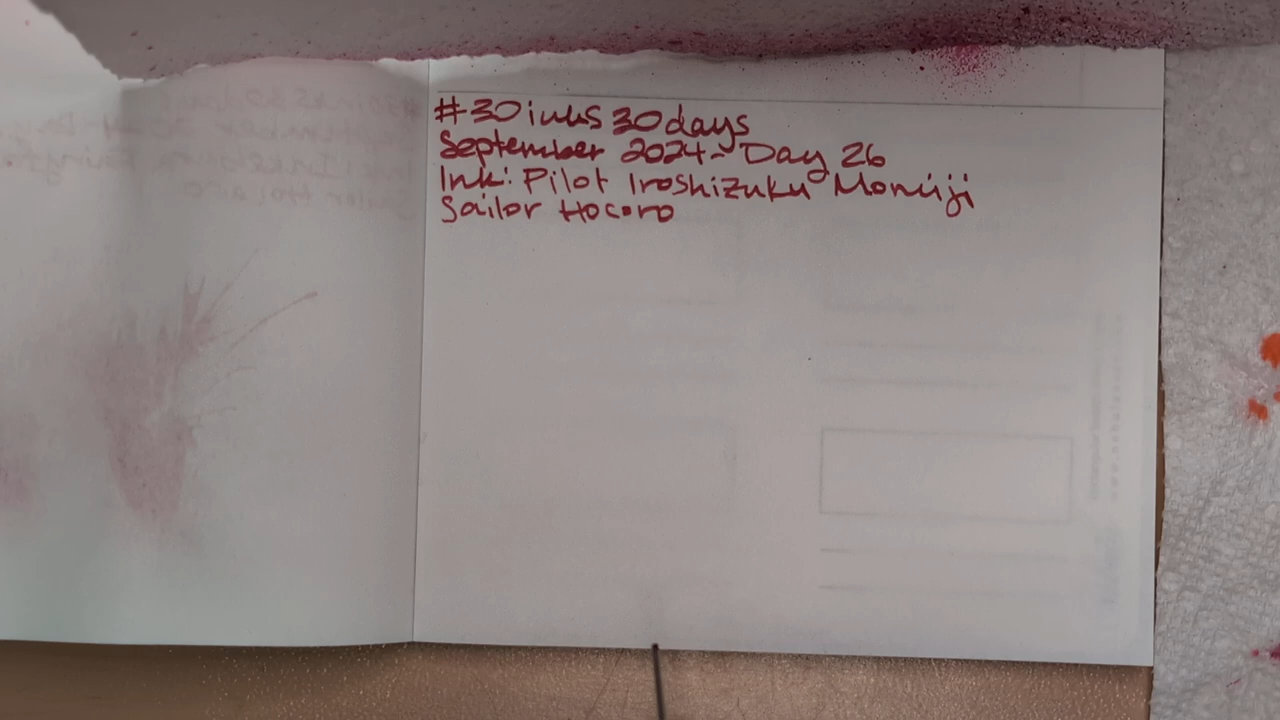 #30inks30days
September 2024- Day 26
Ink: Pilot Iroshizuku Momiji
Sailor Hocoro